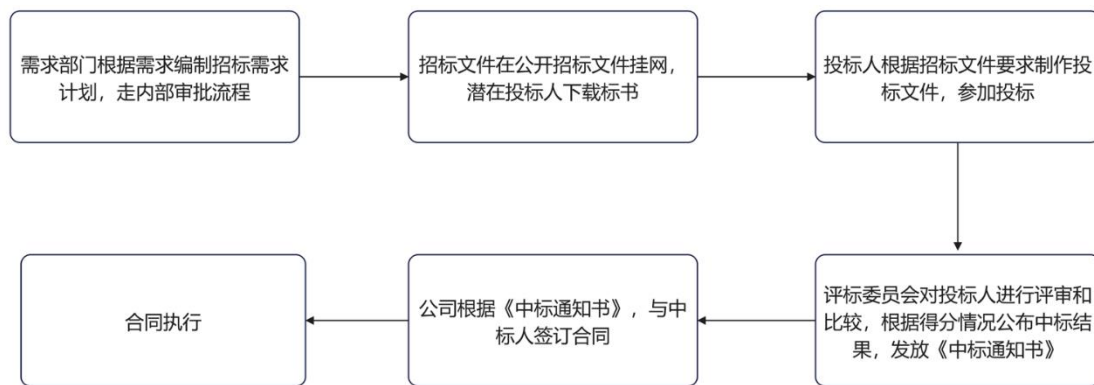 需求部门根据需求编制招标需求
计划，走内部审批流程
招标文件在公开招标文件挂网，
潜在投标人下载标书
投标人根据招标文件要求制作投
标文件，参加投标
评标委员会对投标人进行评审和
比较，根据得分情况公布中标结
果，发放《中标通知书》
公司根据《中标通知书》，与中
标人签订合同
合同执行